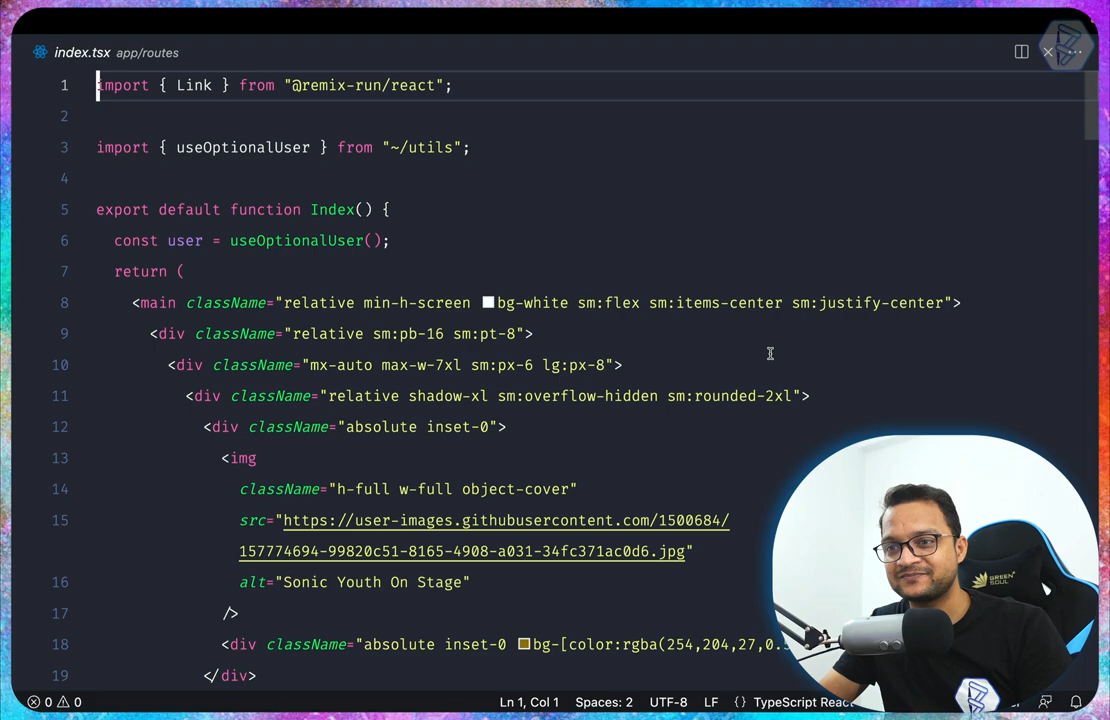 index.tsx app/routes
1 import { Link } from "@remix-run/react";
2
3 import { useOptionalUser } from "~/utils";
4
5 export default function Index() {
6 const user = useOptionalUser();
7 return (
8 <main className="relative min-h-screen bg-white sm:flex sm:items-center sm:justify-center">
9 <div className="relative sm:pb-16 sm:pt-8">
10 <div className="mx-auto max-w-7xl sm:px-6 lg:px-8">
11 <div className="relative shadow-xl sm:overflow-hidden sm:rounded-2xl">
12 <div className="absolute inset-0">
13 <img
14 className="h-full w-full object-cover"
15 src="https://user-images.githubusercontent.com/1500684/
157774694-99820c51-8165-4908-a031-34fc371ac0d6.jpg"
16 alt="Sonic Youth On Stage"
17 />
18 <div className="absolute inset-0 bg-[color:rgba(254,204,27,0.
19 </div>
GREEN
SOUL
0 0 Ln 1, Col 1 Spaces: 2 UTF-8 LF {} TypeScript React